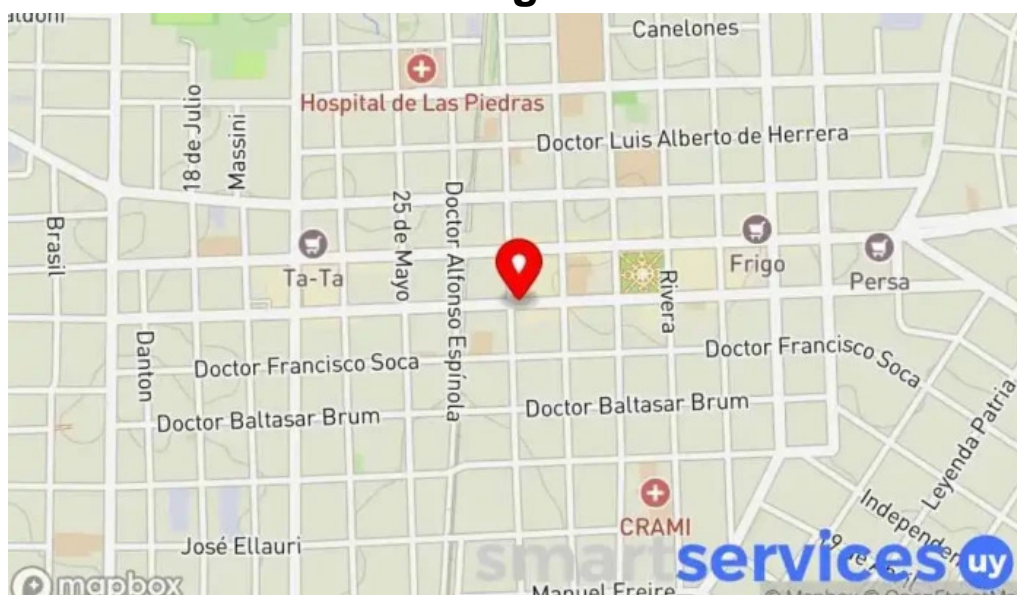 Canelones
Hospital de Las Piedras
18 de Julio
Massini
Doctor Luis Alberto de Herrera
Brasil
25 de Mayo
Doctor Alfonso Espínola
Ta-Ta
Rivera
Frigo
Persa
Danton
Doctor Francisco Soca
Doctor Francisco Soca
Doctor Baltasar Brum
Doctor Baltasar Brum
Leyenda Patria
CRAMI
José Ellauri
smartservices uy
mapbox
Manuel Freire